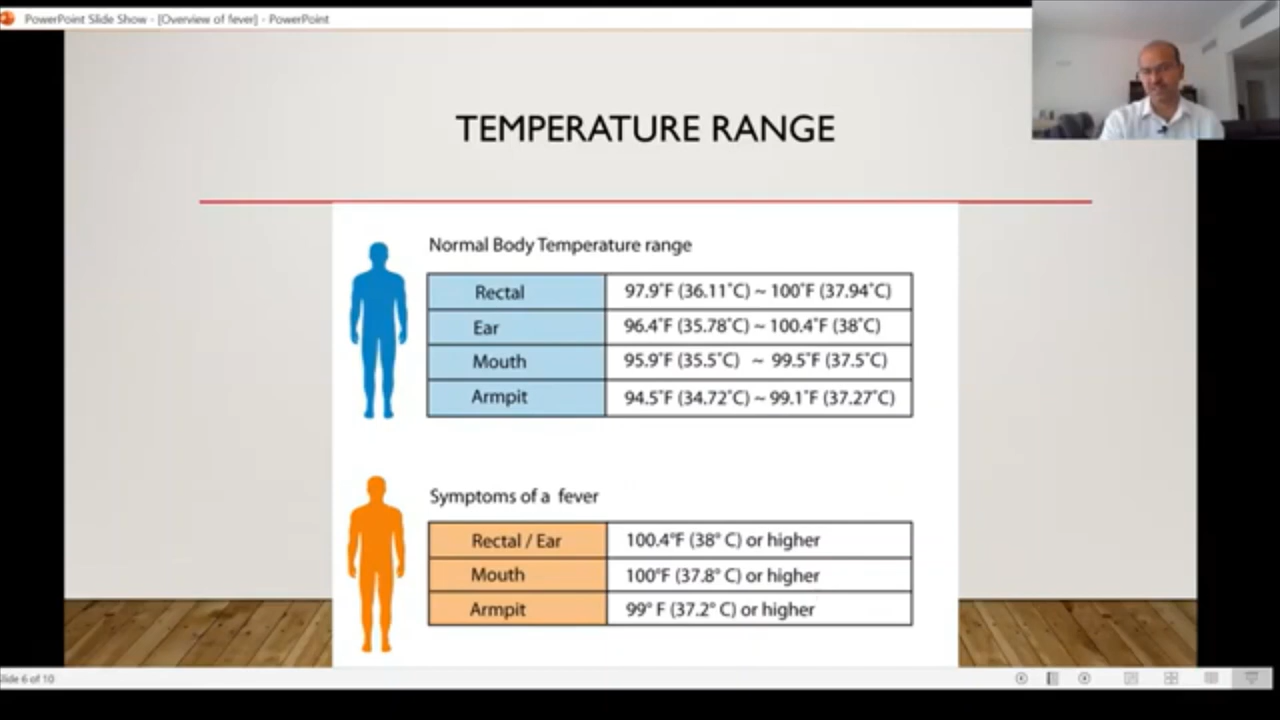 PowerPoint Slide Show - [Overview of fever] - PowerPoint
TEMPERATURE RANGE
Normal Body Temperature range
Rectal 97.9˚F (36.11˚C) ~ 100˚F (37.94˚C)
Ear 96.4˚F (35.78˚C) ~ 100.4˚F (38˚C)
Mouth 95.9˚F (35.5˚C) ~ 99.5˚F (37.5˚C)
Armpit 94.5˚F (34.72˚C) ~ 99.1˚F (37.27˚C)
Symptoms of a fever
Rectal / Ear 100.4°F (38° C) or higher
Mouth 100°F (37.8° C) or higher
Armpit 99° F (37.2° C) or higher
lide 6 of 10